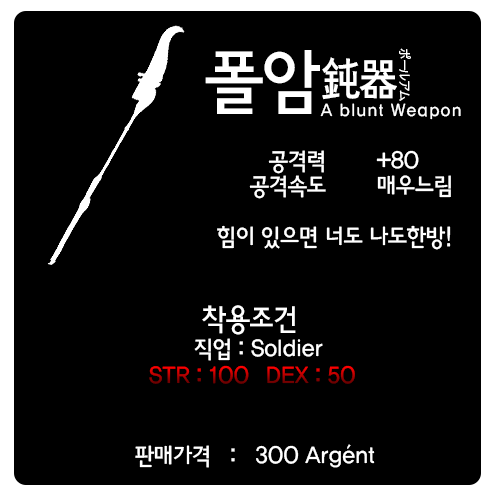 폴암鈍器ポールアム
A blunt Weapon
공격력 +80
공격속도 매우느림
힘이 있으면 너도 나도한방!
착용조건
직업 : Soldier
STR : 100 DEX : 50
판매가격 : 300 Argént